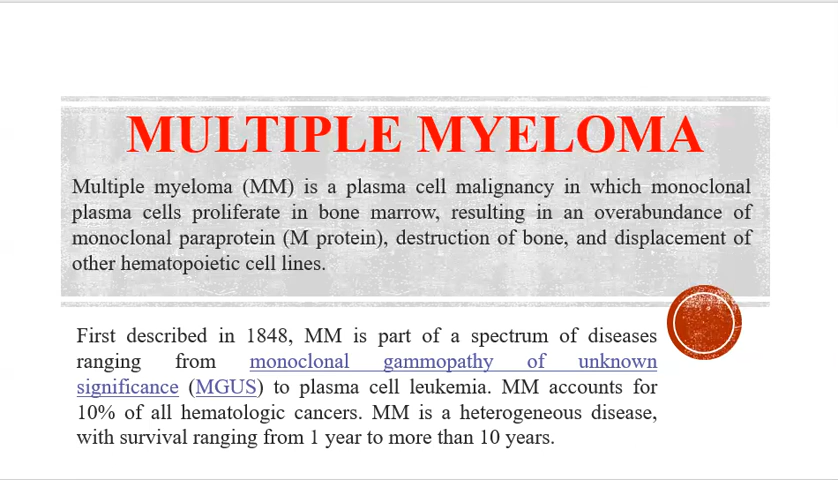 MULTIPLE MYELOMA
Multiple myeloma (MM) is a plasma cell malignancy in which monoclonal
plasma cells proliferate in bone marrow, resulting in an overabundance of
monoclonal paraprotein (M protein), destruction of bone, and displacement of
other hematopoietic cell lines.
First described in 1848, MM is part of a spectrum of diseases
ranging from monoclonal gammopathy of unknown
significance (MGUS) to plasma cell leukemia. MM accounts for
10% of all hematologic cancers. MM is a heterogeneous disease,
with survival ranging from 1 year to more than 10 years.